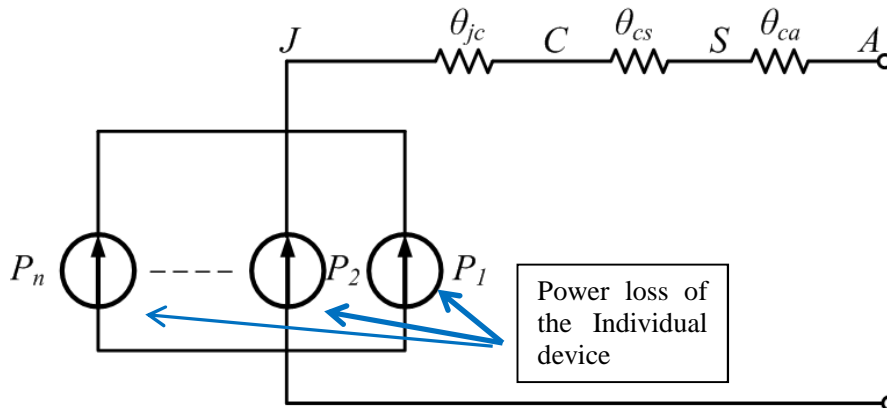 J
θjc
C
θcs
S
θca
A
Pn
P2
P1
Power loss of
the Individual
device